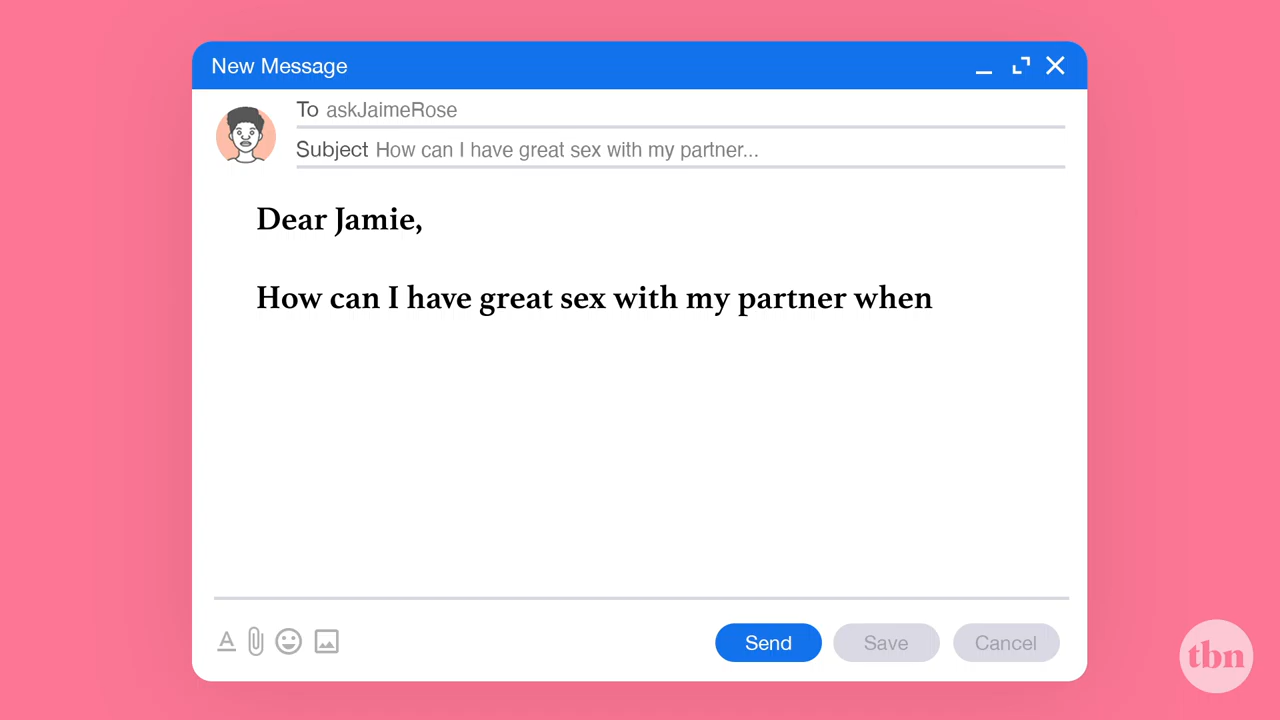 New Message
To askJaimeRose
Subject How can I have great sex with my partner...
Dear Jamie,
How can I have great sex with my partner when
A
Send Save Cancel
tbn